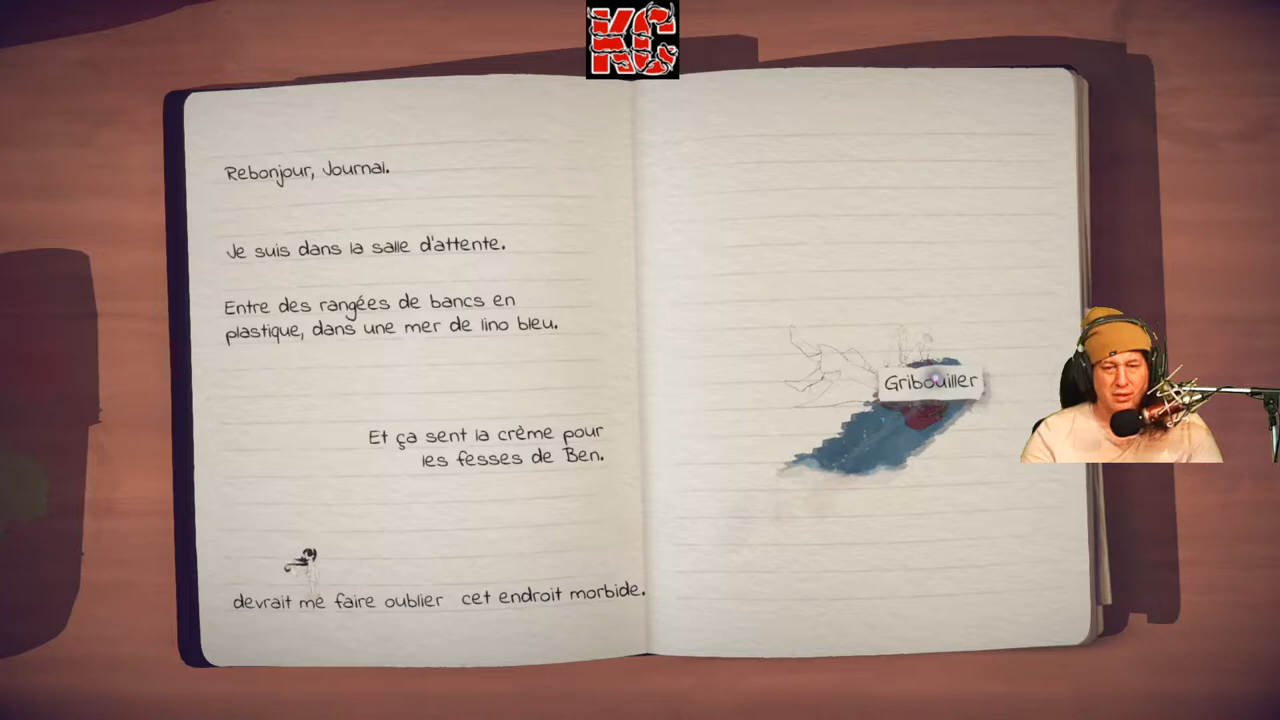 KC
Rebonjour, Journal.
Je suis dans la salle d'attente.
Entre des rangées de bancs en
plastique, dans une mer de lino bleu.
Et ça sent la crème pour
les fesses de Ben.
devrait me faire oublier cet endroit morbide.
Gribouiller